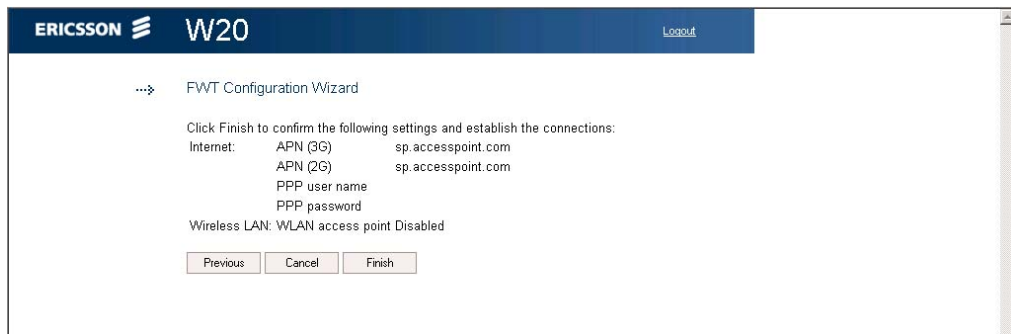 ERICSSON W20 Logout
FWT Configuration Wizard
Click Finish to confirm the following settings and establish the connections:
Internet: APN (3G) sp.accesspoint.com
APN (2G) sp.accesspoint.com
PPP user name
PPP password
Wireless LAN: WLAN access point Disabled
Previous Cancel Finish